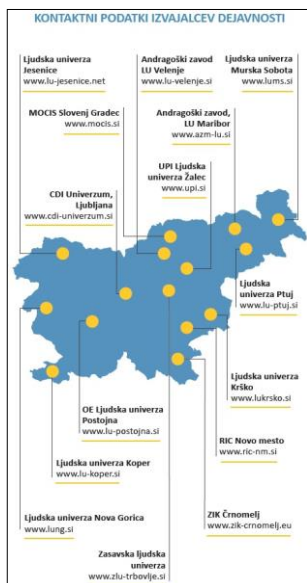 KONTAKTNI PODATKI IZVAJALCEV DEJAVNOSTI
Ljudska univerza
Jesenice
www.lu-jesenice.net
Andragoški zavod
LU Velenje
www.lu-velenje.si
Ljudska univerza
Murska Sobota
www.lums.si
MOCIS Slovenj Gradec
www.mocis.si
Andragoški zavod,
LU Maribor
www.azm-lu.si
UPI Ljudska
univerza Žalec
www.upi.si
CDI Univerzum,
Ljubljana
www.cdi-univerzum.si
Ljudska
univerza Ptuj
www.lu-ptuj.si
Ljudska univerza
Krško
www.lukrsko.si
OE Ljudska univerza
Postojna
www.lu-postojna.si
RIC Novo mesto
www.ric-nm.si
Ljudska univerza Koper
www.lu-koper.si
Ljudska univerza Nova Gorica
www.lung.si
ZIK Črnomelj
www.zik-crnomelj.eu
Zasavska ljudska
univerza
www.zlu-trbovlje.si